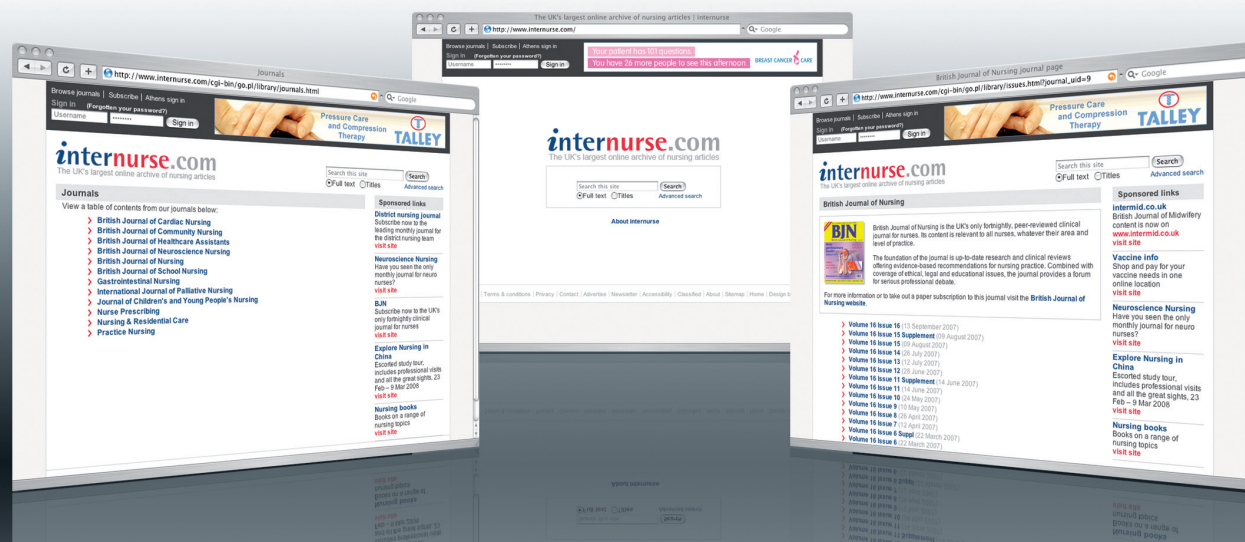 Journals
http://www.internurse.com/cgi-bin/go.pl/library/journals.html
Google
Browse journals | Subscribe | Athens sign in
Sign in (Forgotten your password?)
Username
••••••••
Sign in
Pressure Care
and Compression
Therapy
TALLEY
internurse.com
The UK's largest online archive of nursing articles
Search this site
Search
Full text Titles
Advanced search
Journals
View a table of contents from our journals below:
British Journal of Cardiac Nursing
British Journal of Community Nursing
British Journal of Healthcare Assistants
British Journal of Neuroscience Nursing
British Journal of Nursing
British Journal of School Nursing
Gastrointestinal Nursing
International Journal of Palliative Nursing
Journal of Children's and Young People's Nursing
Nurse Prescribing
Nursing & Residential Care
Practice Nursing
Sponsored links
District nursing journal
Subscribe now to the
leading monthly journal for
the district nursing team
visit site
Neuroscience Nursing
Have you seen the only
monthly journal for neuro
nurses?
visit site
BJN
Subscribe now to the UK's
only fortnightly clinical
journal for nurses
visit site
Explore Nursing in
China
Escorted study tour,
includes professional visits
and all the great sights, 23
Feb – 9 Mar 2008
visit site
Nursing books
Books on a range of
nursing topics
visit site
The UK's largest online archive of nursing articles | internurse
http://www.internurse.com/
Google
Browse journals | Subscribe | Athens sign in
Sign in (Forgotten your password?)
Username
••••••••
Sign in
Your patient has 101 questions.
You have 26 more people to see this afternoon.
BREAST CANCER CARE
internurse.com
The UK's largest online archive of nursing articles
Search this site
Search
Full text Titles
Advanced search
About Internurse
| Terms & conditions | Privacy | Contact | Advertise | Newsletter | Accessibility | Classified | About | Sitemap | Home | Design b
British Journal of Nursing journal page
http://www.internurse.com/cgi-bin/go.pl/library/issues.html?journal_uid=9
Google
Browse journals | Subscribe | Athens sign in
Sign in (Forgotten your password?)
Username
••••••••
Sign in
Pressure Care
and Compression
Therapy
TALLEY
internurse.com
The UK's largest online archive of nursing articles
Search this site
Search
Full text Titles
Advanced search
British Journal of Nursing
BJN
British Journal of Nursing is the UK's only fortnightly, peer-reviewed clinical
journal for nurses. Its content is relevant to all nurses, whatever their area and
level of practice.
The foundation of the journal is up-to-date research and clinical reviews
offering evidence-based recommendations for nursing practice. Combined with
coverage of ethical, legal and educational issues, the journal provides a forum
for serious professional debate.
For more information or to take out a paper subscription to this journal visit the British Journal of
Nursing website.
Volume 16 Issue 16 (13 September 2007)
Volume 16 Issue 15 Supplement (09 August 2007)
Volume 16 Issue 15 (09 August 2007)
Volume 16 Issue 14 (26 July 2007)
Volume 16 Issue 13 (12 July 2007)
Volume 16 Issue 12 (28 June 2007)
Volume 16 Issue 11 Supplement (14 June 2007)
Volume 16 Issue 11 (14 June 2007)
Volume 16 Issue 10 (24 May 2007)
Volume 16 Issue 9 (10 May 2007)
Volume 16 Issue 8 (26 April 2007)
Volume 16 Issue 7 (12 April 2007)
Volume 16 Issue 6 Suppl (22 March 2007)
Volume 16 Issue 6 (22 March 2007)
Sponsored links
intermid.co.uk
British Journal of Midwifery
content is now on
www.intermid.co.uk
visit site
Vaccine info
Shop and pay for your
vaccine needs in one
online location
visit site
Neuroscience Nursing
Have you seen the only
monthly journal for neuro
nurses?
visit site
Explore Nursing in
China
Escorted study tour,
includes professional visits
and all the great sights, 23
Feb – 9 Mar 2008
visit site
Nursing books
Books on a range of
nursing topics
visit site